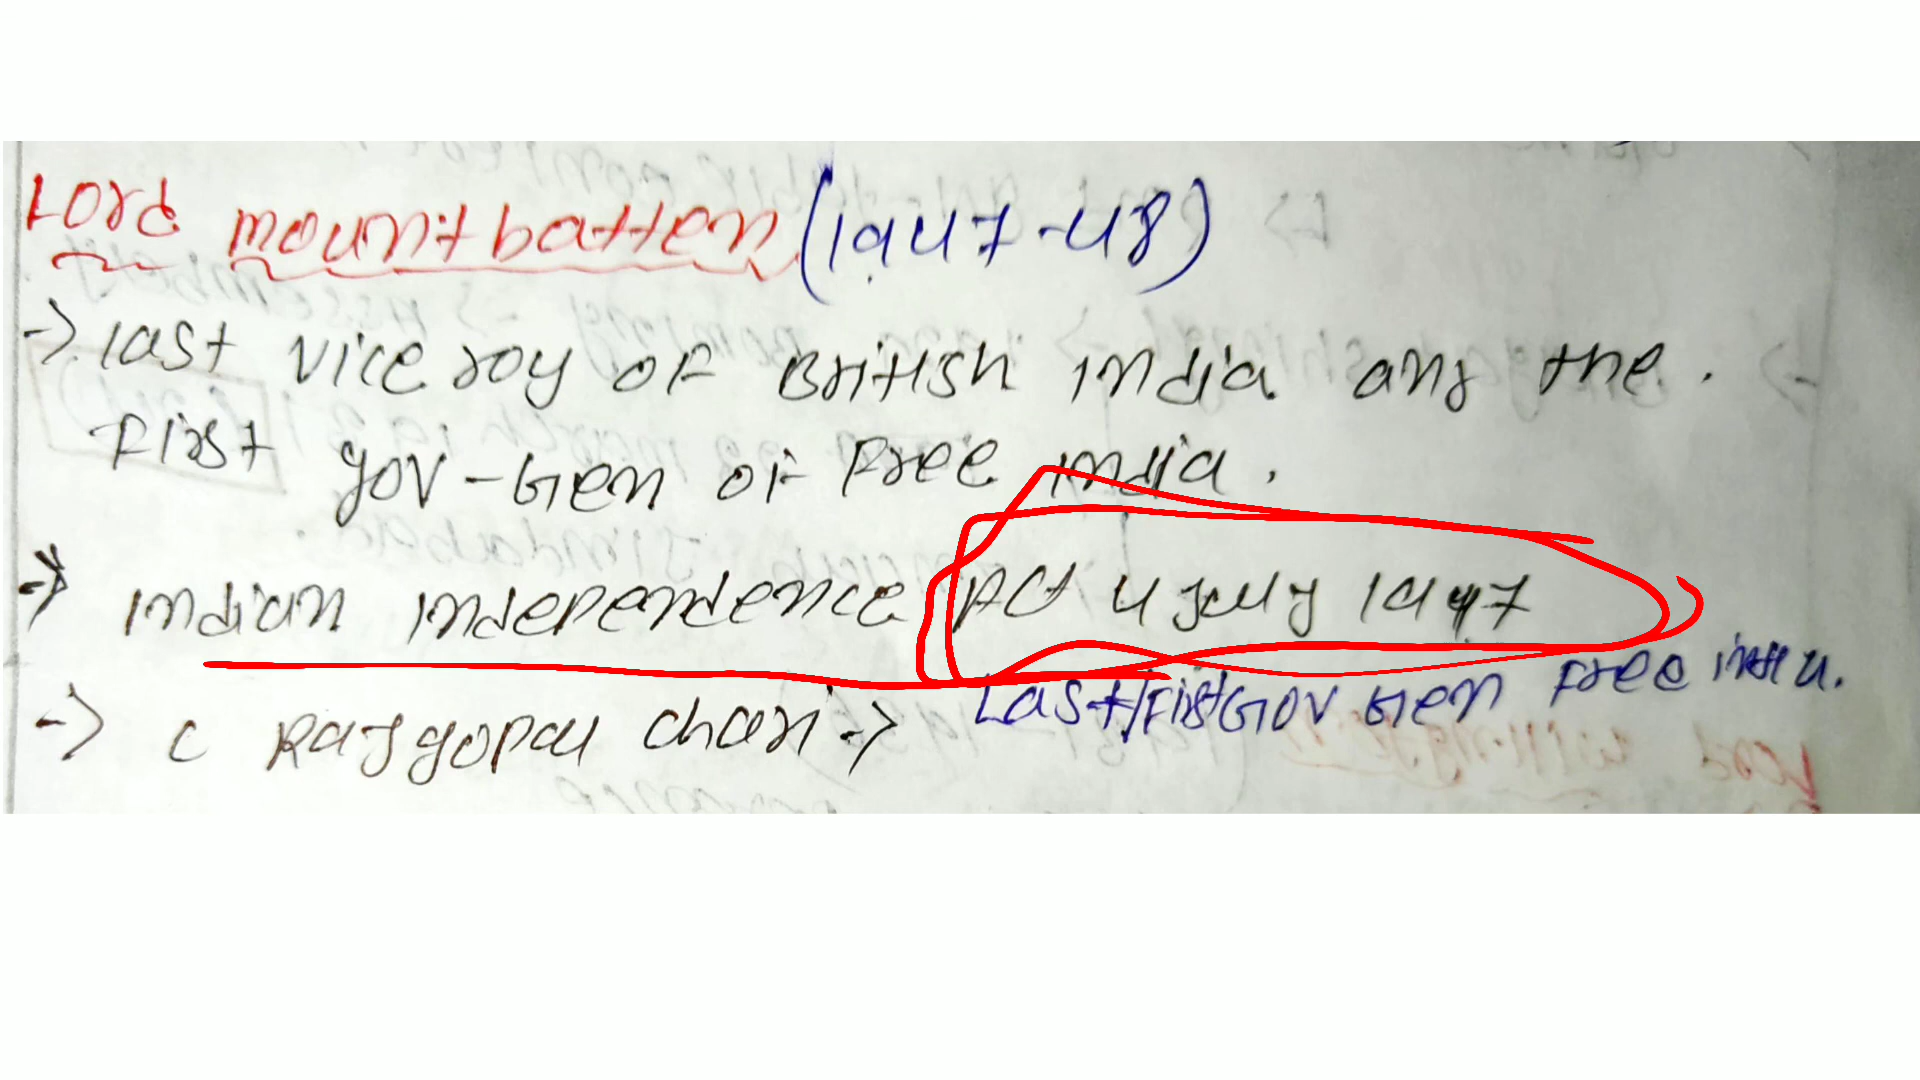 Lord mountbatten (1947-48)
-> last viceroy of British india and the.
First gov-Gen of Free india.
-> indian independence Act 4 july 1947
-> C Rajgopal chari -> Last/First Gov Gen Free india.